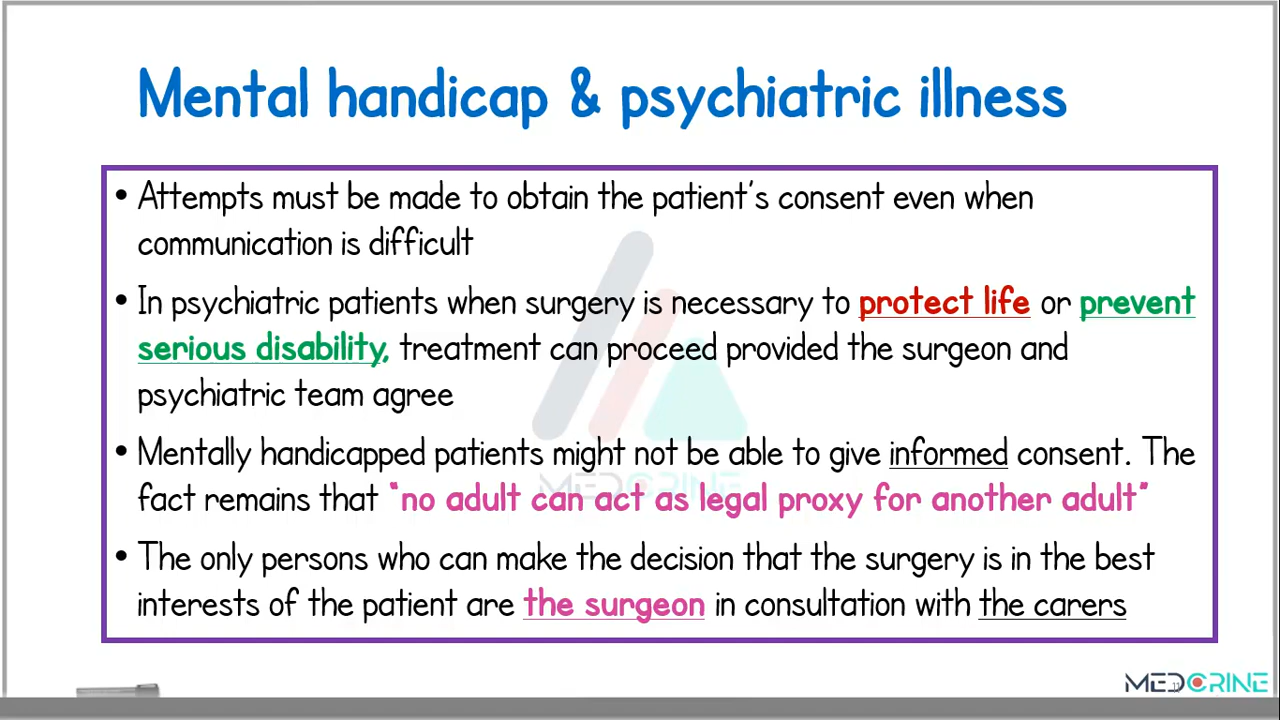 Mental handicap & psychiatric illness
• Attempts must be made to obtain the patient's consent even when
communication is difficult
• In psychiatric patients when surgery is necessary to protect life or prevent
serious disability, treatment can proceed provided the surgeon and
psychiatric team agree
• Mentally handicapped patients might not be able to give informed consent. The
fact remains that "no adult can act as legal proxy for another adult"
• The only persons who can make the decision that the surgery is in the best
interests of the patient are the surgeon in consultation with the carers
MEDCRINE
MEDCRINE